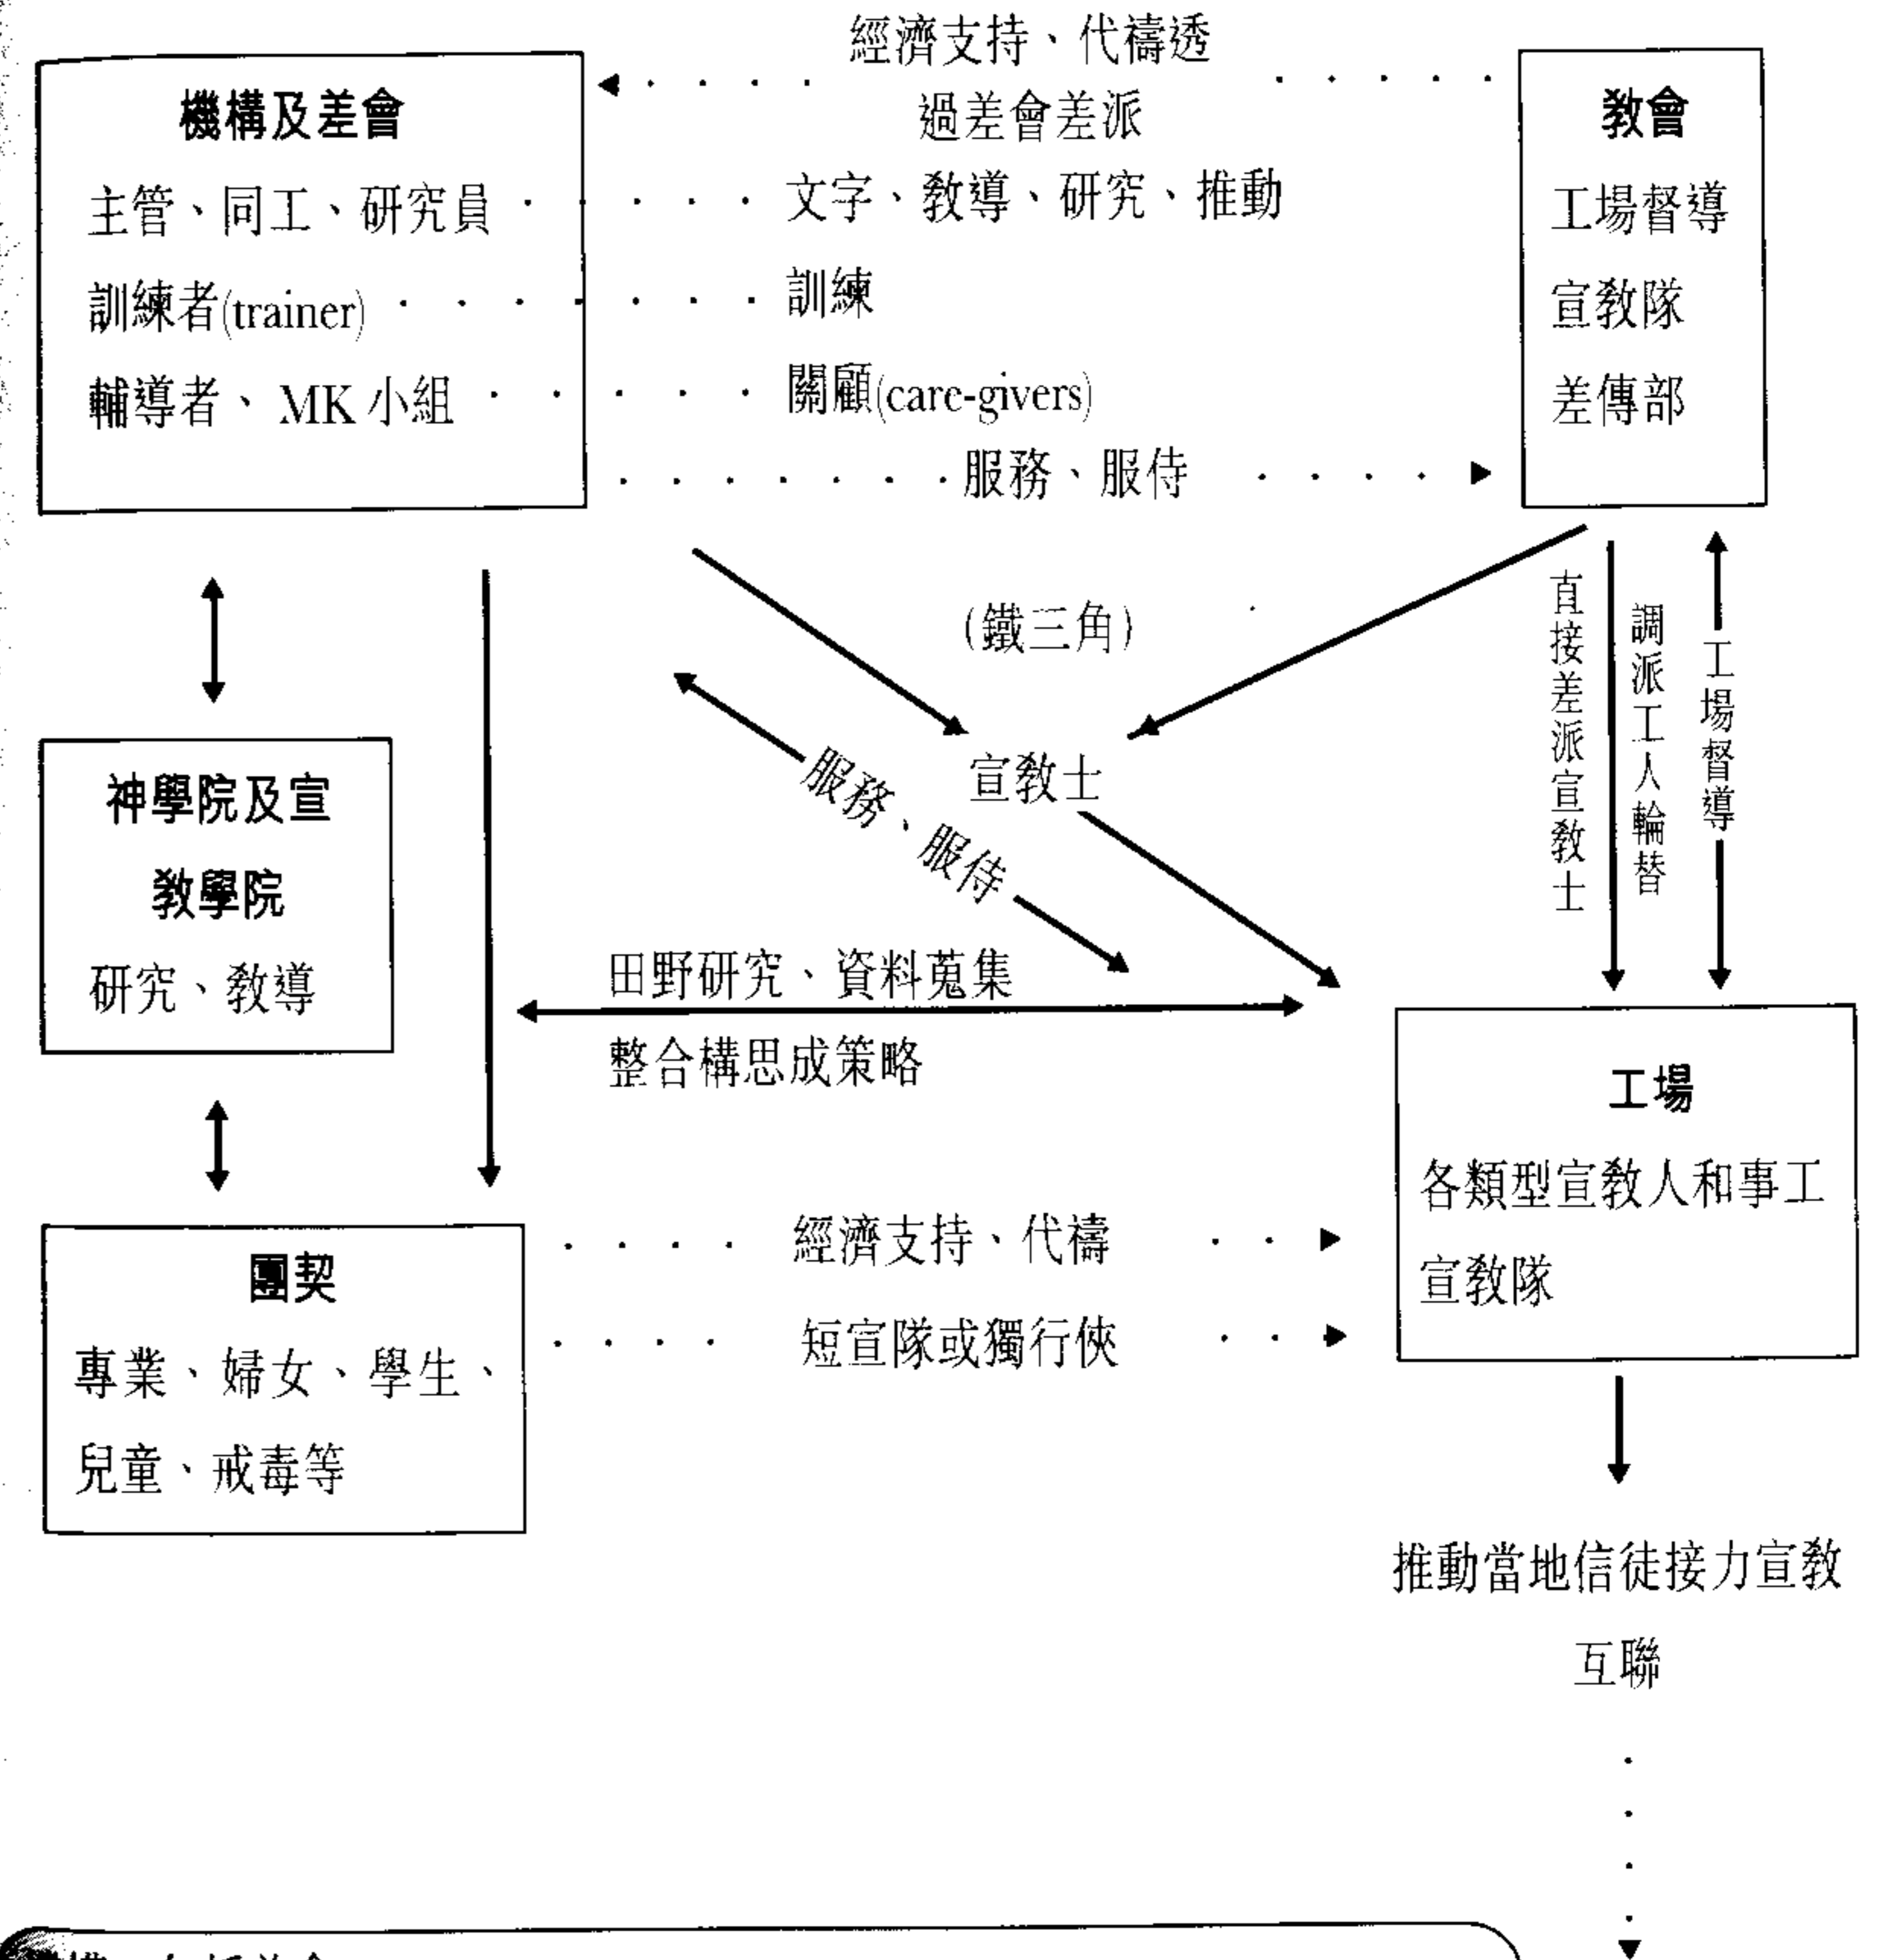 經濟支持、代禱透
過差會差派
機構及差會
主管、同工、研究員
訓練者(trainer)
輔導者、MK 小組
文字、教導、研究、推動
訓練
關顧(care-givers)
服務、服侍
教會
工場督導
宣教隊
差傳部
(鐵三角)
宣教士
服務、服侍
直接差派宣教士
調派工人輪替
工場督導
神學院及宣
教學院
研究、教導
田野研究、資料蒐集
整合構思成策略
工場
各類型宣教人和事工
宣教隊
團契
專業、婦女、學生、
兒童、戒毒等
經濟支持、代禱
短宣隊或獨行俠
推動當地信徒接力宣教
互聯